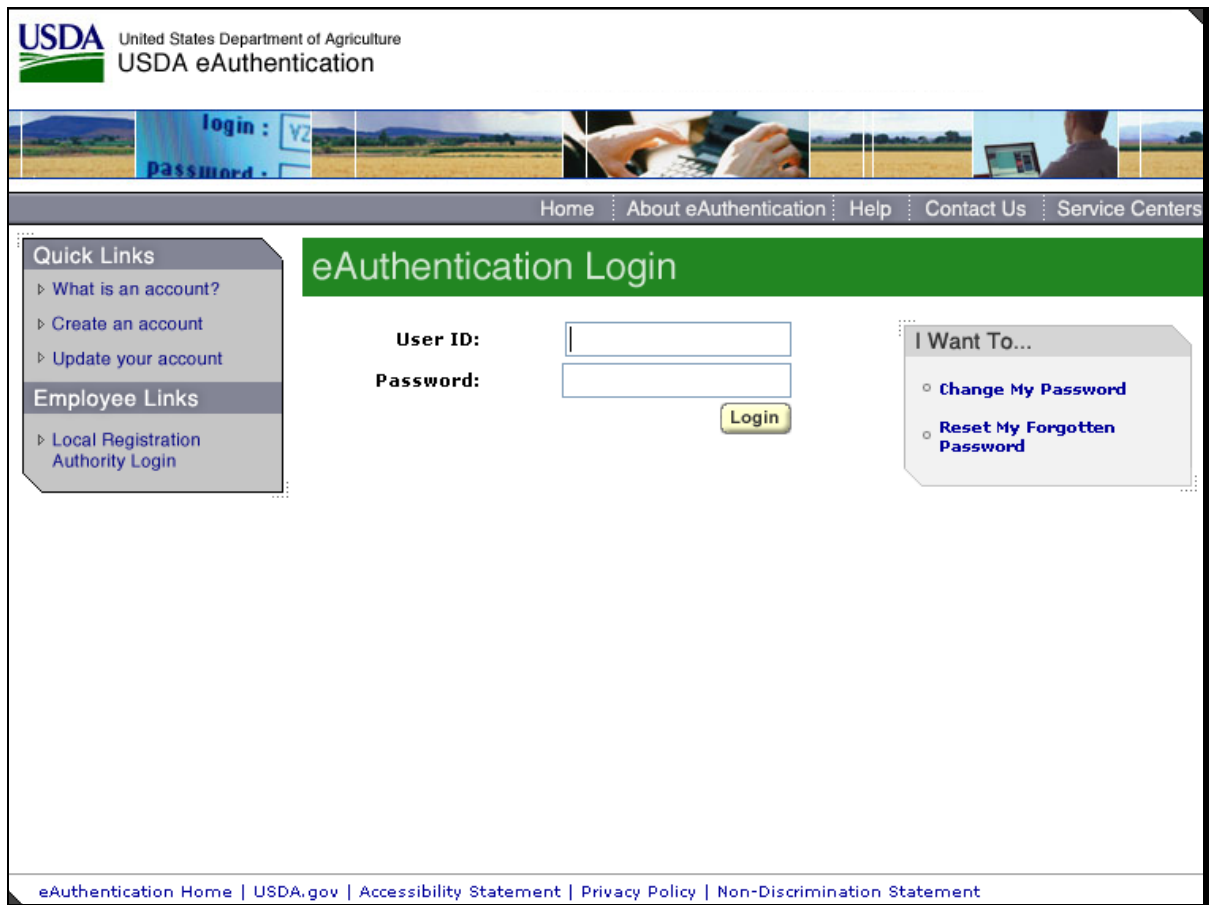 USDA
United States Department of Agriculture
USDA eAuthentication
login : YZ
password :
Home About eAuthentication Help Contact Us Service Centers
Quick Links
What is an account?
Create an account
Update your account
Employee Links
Local Registration
Authority Login
eAuthentication Login
User ID:
Password:
Login
I Want To...
Change My Password
Reset My Forgotten
Password
eAuthentication Home | USDA.gov | Accessibility Statement | Privacy Policy | Non-Discrimination Statement